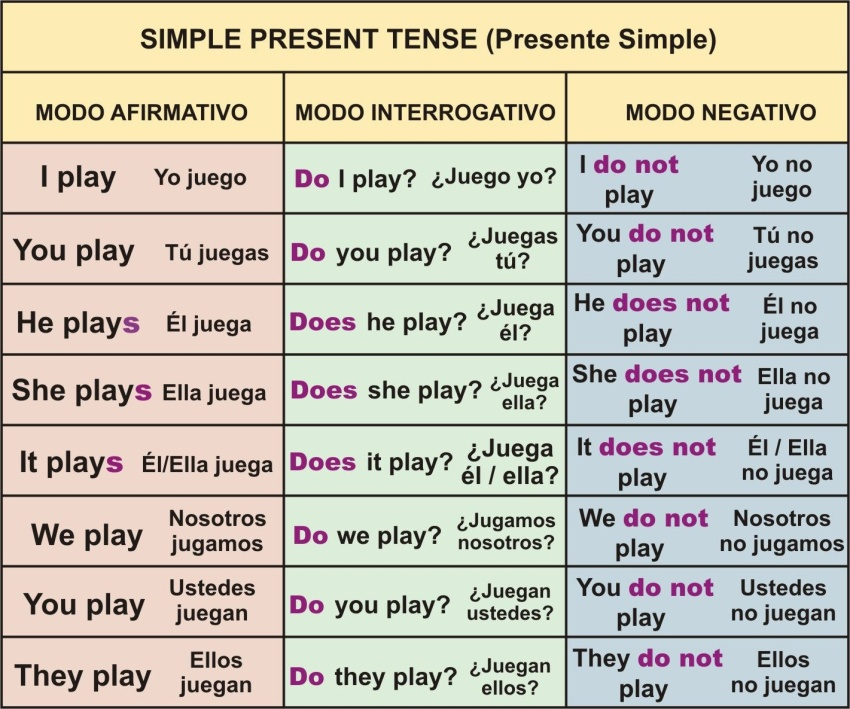 SIMPLE PRESENT TENSE (Presente Simple)
MODO AFIRMATIVO
MODO INTERROGATIVO
MODO NEGATIVO
I play
Yo juego
Do I play?
¿Juego yo?
I do not
play
Yo no
juego
You play
Tú juegas
Do you play?
¿Juegas
tú?
You do not
play
Tú no
juegas
He plays
Él juega
Does he play?
¿Juega
él?
He does not
play
Él no
juega
She plays
Ella juega
Does she play?
¿Juega
ella?
She does not
play
Ella no
juega
It plays
Él/Ella juega
Does it play?
¿Juega
él / ella?
It does not
play
Él / Ella
no juega
We play
Nosotros
jugamos
Do we play?
¿Jugamos
nosotros?
We do not
play
Nosotros
no jugamos
You play
Ustedes
juegan
Do you play?
¿Juegan
ustedes?
You do not
play
Ustedes
no juegan
They play
Ellos
juegan
Do they play?
¿Juegan
ellos?
They do not
play
Ellos
no juegan